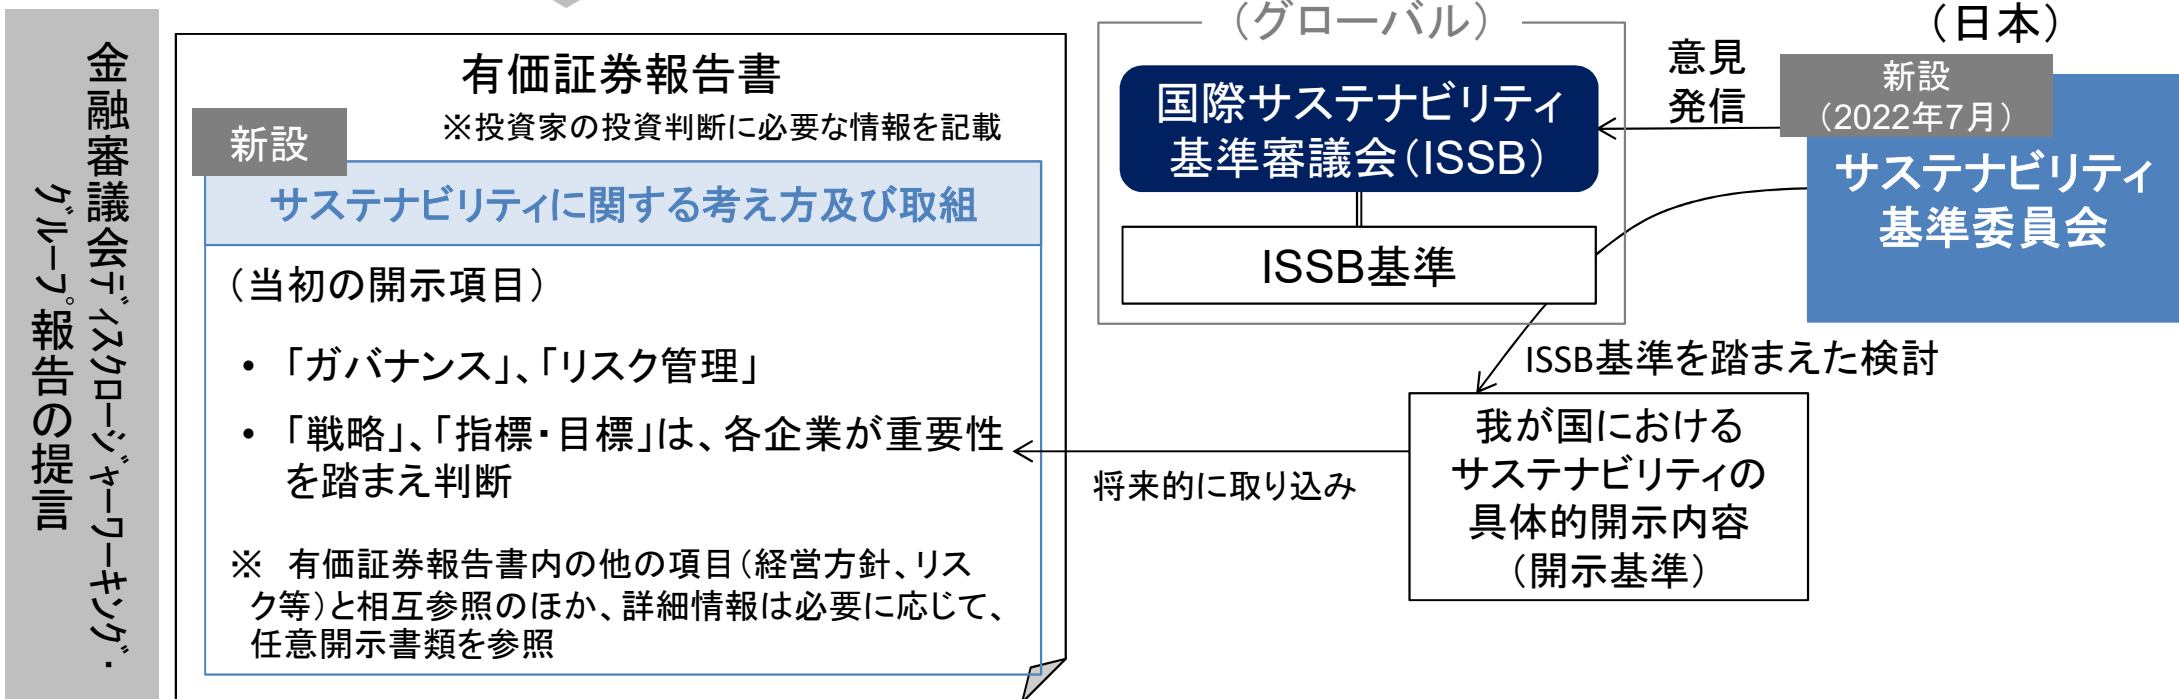 金融審議会ディスクロージャーワーキング・
グループ報告の提言
有価証券報告書
※投資家の投資判断に必要な情報を記載
新設
サステナビリティに関する考え方及び取組
（当初の開示項目）
・「ガバナンス」、「リスク管理」
・「戦略」、「指標・目標」は、各企業が重要性
を踏まえ判断
※　有価証券報告書内の他の項目（経営方針、リス
ク等）と相互参照のほか、詳細情報は必要に応じて、
任意開示書類を参照
（グローバル）
国際サステナビリティ
基準審議会（ISSB）
ISSB基準
意見
発信
（日本）
新設
（2022年7月）
サステナビリティ
基準委員会
ISSB基準を踏まえた検討
我が国における
サステナビリティの
具体的開示内容
（開示基準）
将来的に取り込み